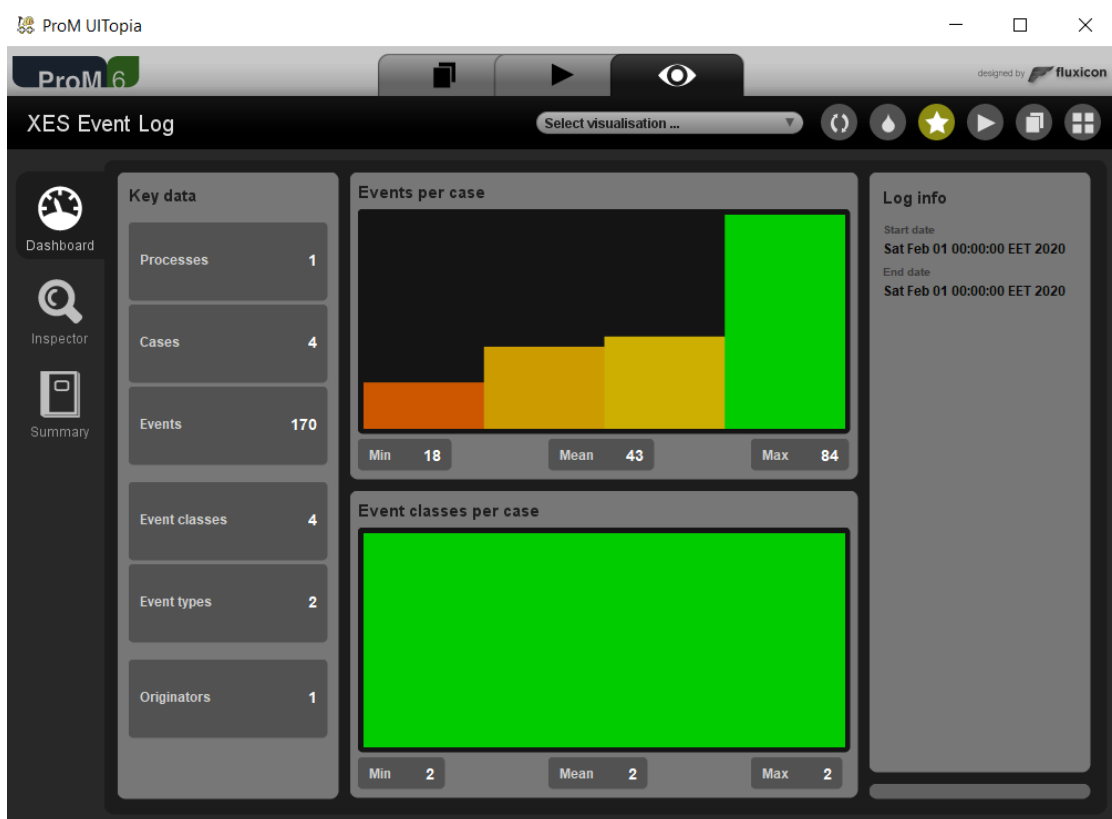 ProM UITopia
ProM 6
designed by fluxicon
XES Event Log
Select visualisation ...
Dashboard
Inspector
Summary
Key data
Processes 1
Cases 4
Events 170
Event classes 4
Event types 2
Originators 1
Events per case
Min 18 Mean 43 Max 84
Event classes per case
Min 2 Mean 2 Max 2
Log info
Start date
Sat Feb 01 00:00:00 EET 2020
End date
Sat Feb 01 00:00:00 EET 2020